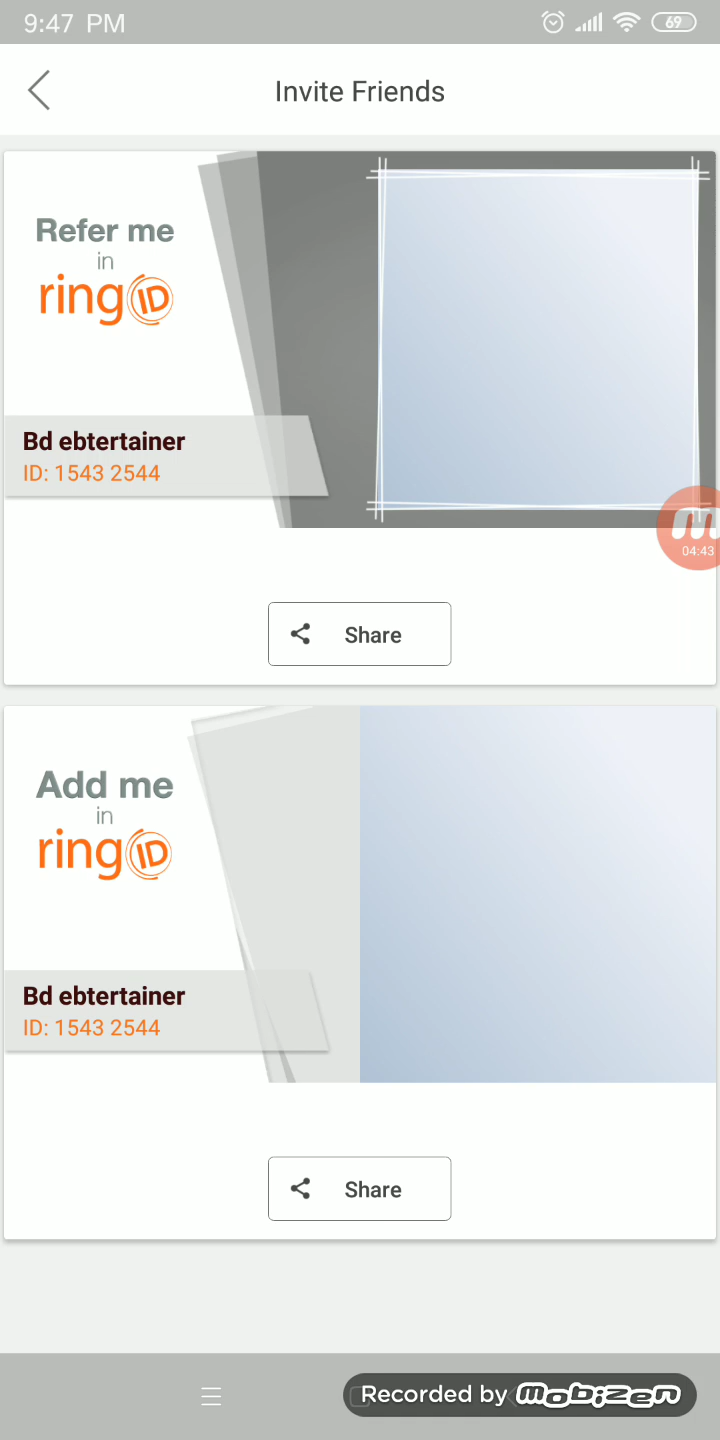 9:47 PM
69
Invite Friends
Refer me
in
ringID
Bd ebtertainer
ID: 1543 2544
04:43
Share
Add me
in
ringID
Bd ebtertainer
ID: 1543 2544
Share
Recorded by mobizen